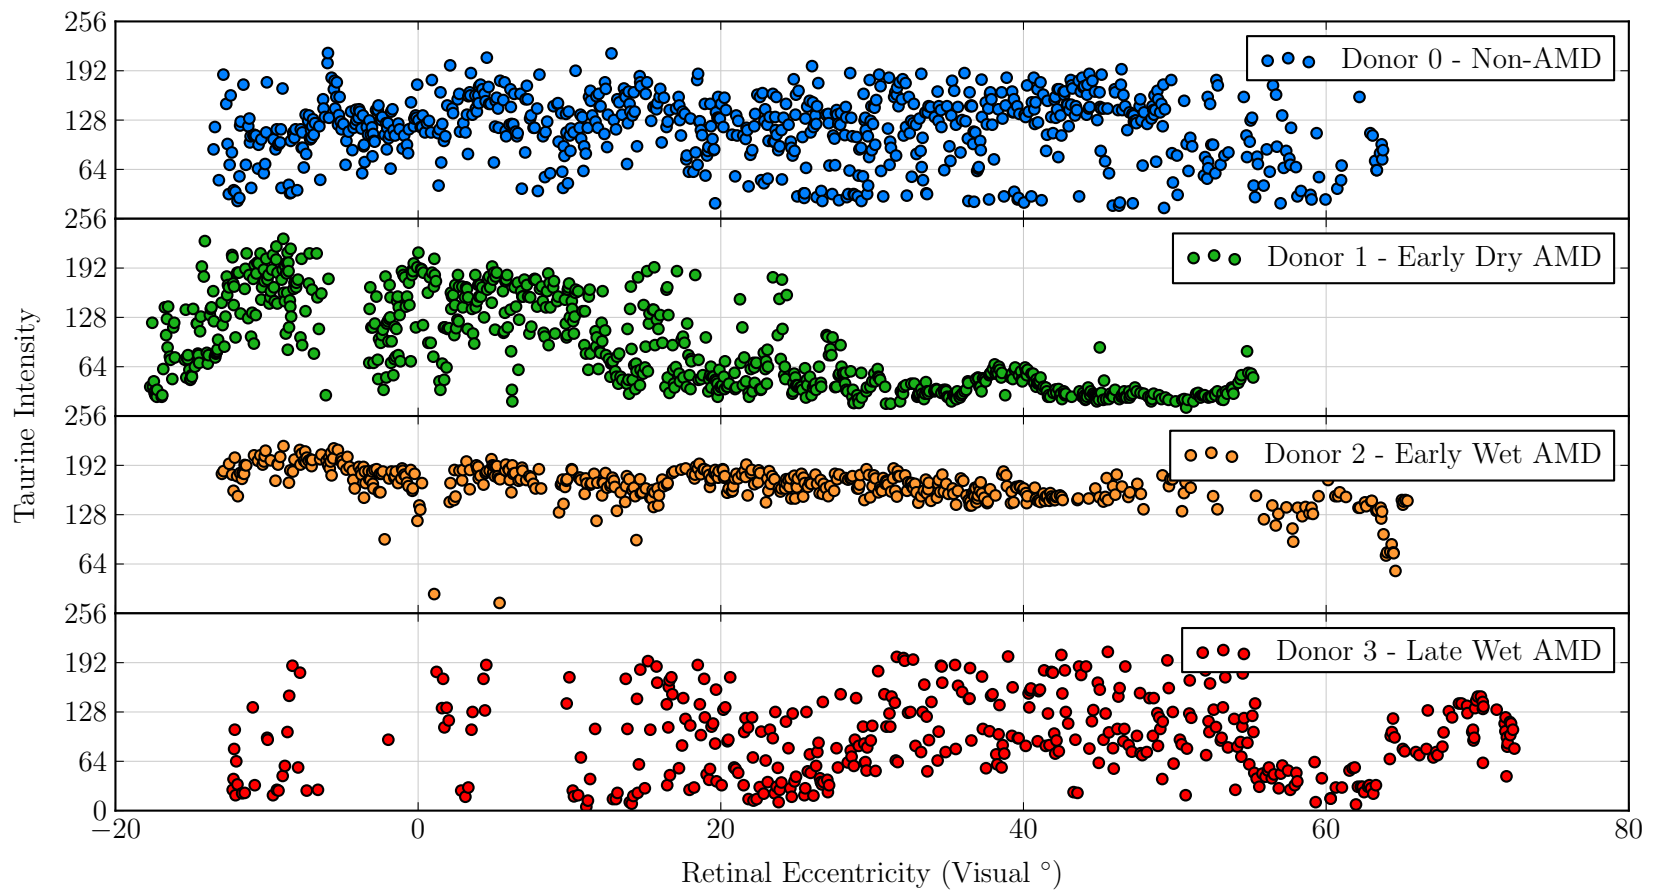 256
192
128
64
Donor 0 - Non-AMD
256
192
128
64
Donor 1 - Early Dry AMD
256
192
128
64
Donor 2 - Early Wet AMD
256
192
128
64
0
Donor 3 - Late Wet AMD
Taurine Intensity
−20 0 20 40 60 80
Retinal Eccentricity (Visual °)